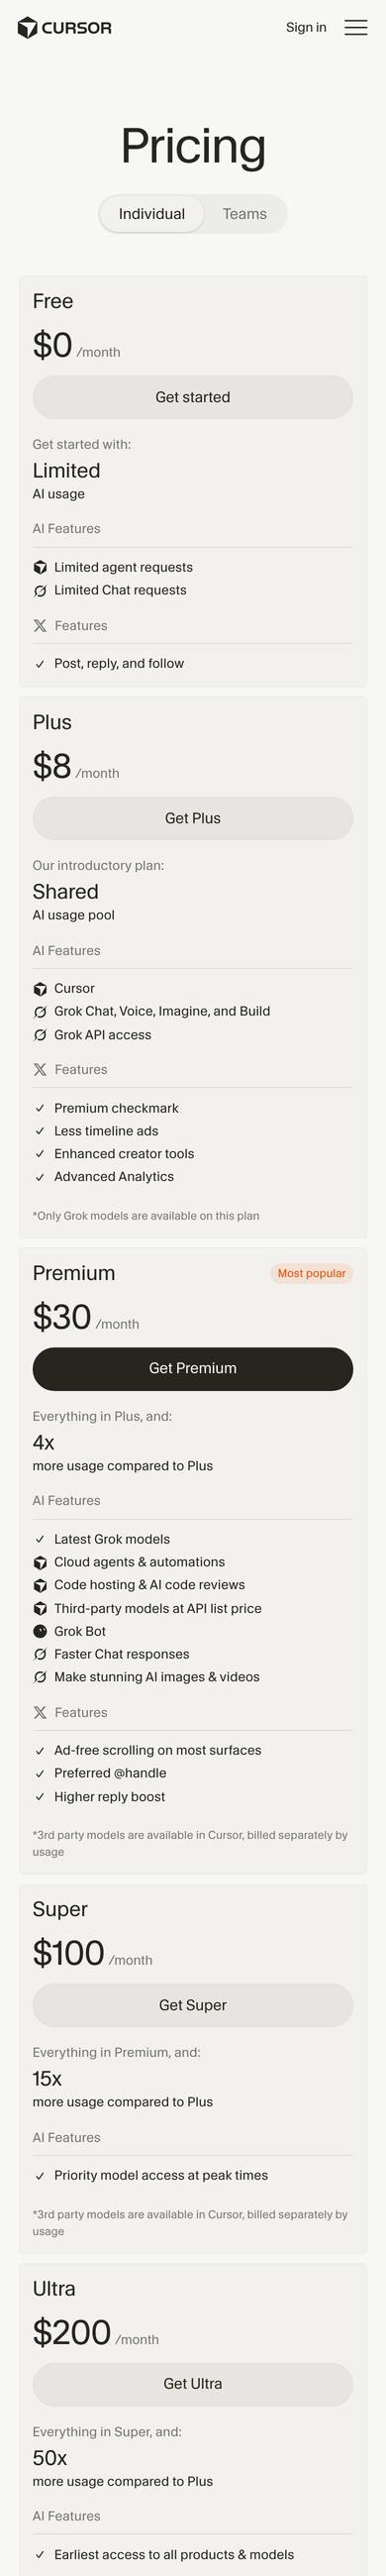 CURSOR
Sign in
Pricing
Individual Teams
Free
$0 /month
Get started
Get started with:
Limited
AI usage
AI Features
Limited agent requests
Limited Chat requests
X Features
Post, reply, and follow
Plus
$8 /month
Get Plus
Our introductory plan:
Shared
AI usage pool
AI Features
Cursor
Grok Chat, Voice, Imagine, and Build
Grok API access
X Features
Premium checkmark
Less timeline ads
Enhanced creator tools
Advanced Analytics
*Only Grok models are available on this plan
Premium Most popular
$30 /month
Get Premium
Everything in Plus, and:
4x
more usage compared to Plus
AI Features
Latest Grok models
Cloud agents & automations
Code hosting & AI code reviews
Third-party models at API list price
Grok Bot
Faster Chat responses
Make stunning AI images & videos
X Features
Ad-free scrolling on most surfaces
Preferred @handle
Higher reply boost
*3rd party models are available in Cursor, billed separately by
usage
Super
$100 /month
Get Super
Everything in Premium, and:
15x
more usage compared to Plus
AI Features
Priority model access at peak times
*3rd party models are available in Cursor, billed separately by
usage
Ultra
$200 /month
Get Ultra
Everything in Super, and:
50x
more usage compared to Plus
AI Features
Earliest access to all products & models